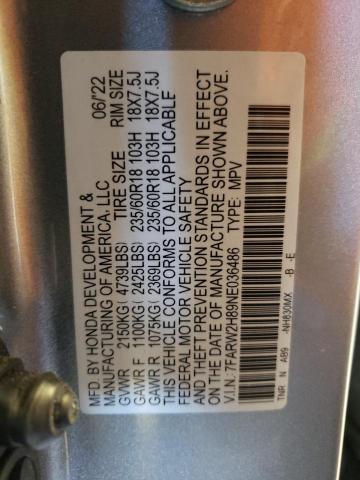 MFD. BY HONDA DEVELOPMENT & 06/22
MANUFACTURING OF AMERICA, LLC
TIRE SIZE RIM SIZE
GVWR 2150KG( 4739LBS)
GAWR F 1100KG( 2425LBS) 235/60R18 103H 18X7.5J
GAWR R 1075KG( 2369LBS) 235/60R18 103H 18X7.5J
THIS VEHICLE CONFORMS TO ALL APPLICABLE
FEDERAL MOTOR VEHICLE SAFETY
AND THEFT PREVENTION STANDARDS IN EFFECT
ON THE DATE OF MANUFACTURE SHOWN ABOVE.
V.I.N.: 7FARW2H89NE036486 TYPE: MPV
-NH830MX -B -E
TNR N A89